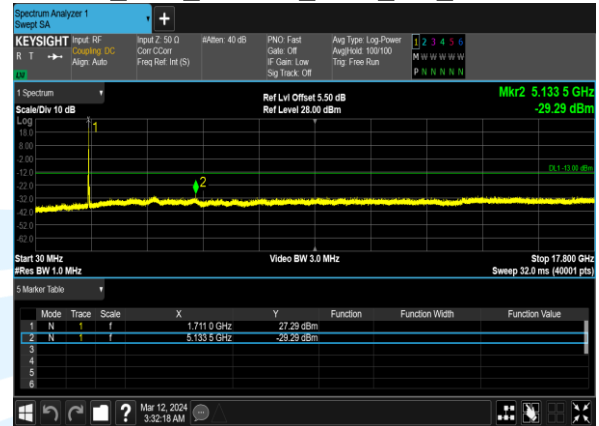 Spectrum Analyzer 1
Swept SA
KEYSIGHT Input: RF Input Z: 50 Ω #Atten: 40 dB PNO: Fast Avg Type: Log-Power 1 2 3 4 5 6
R T Coupling: DC Corr CCorr Gate: Off Avg|Hold: 100/100 M W W W W W
Align: Auto Freq Ref: Int (S) IF Gain: Low Trig: Free Run
Sig Track: Off P N N N N N
LXI
1 Spectrum Ref Lvl Offset 5.50 dB Mkr2 5.133 5 GHz
Scale/Div 10 dB Ref Level 28.00 dBm -29.29 dBm
Log
18.0
8.00
-2.00
-12.0
-22.0
-32.0
-42.0
-52.0
-62.0
1
2
DL1 -13.00 dBm
Start 30 MHz Video BW 3.0 MHz Stop 17.800 GHz
#Res BW 1.0 MHz Sweep 32.0 ms (40001 pts)
5 Marker Table
Mode Trace Scale X Y Function Function Width Function Value
1 N 1 f 1.711 0 GHz 27.29 dBm
2 N 1 f 5.133 5 GHz -29.29 dBm
3
4
5
6
? Mar 12, 2024
3:32:18 AM